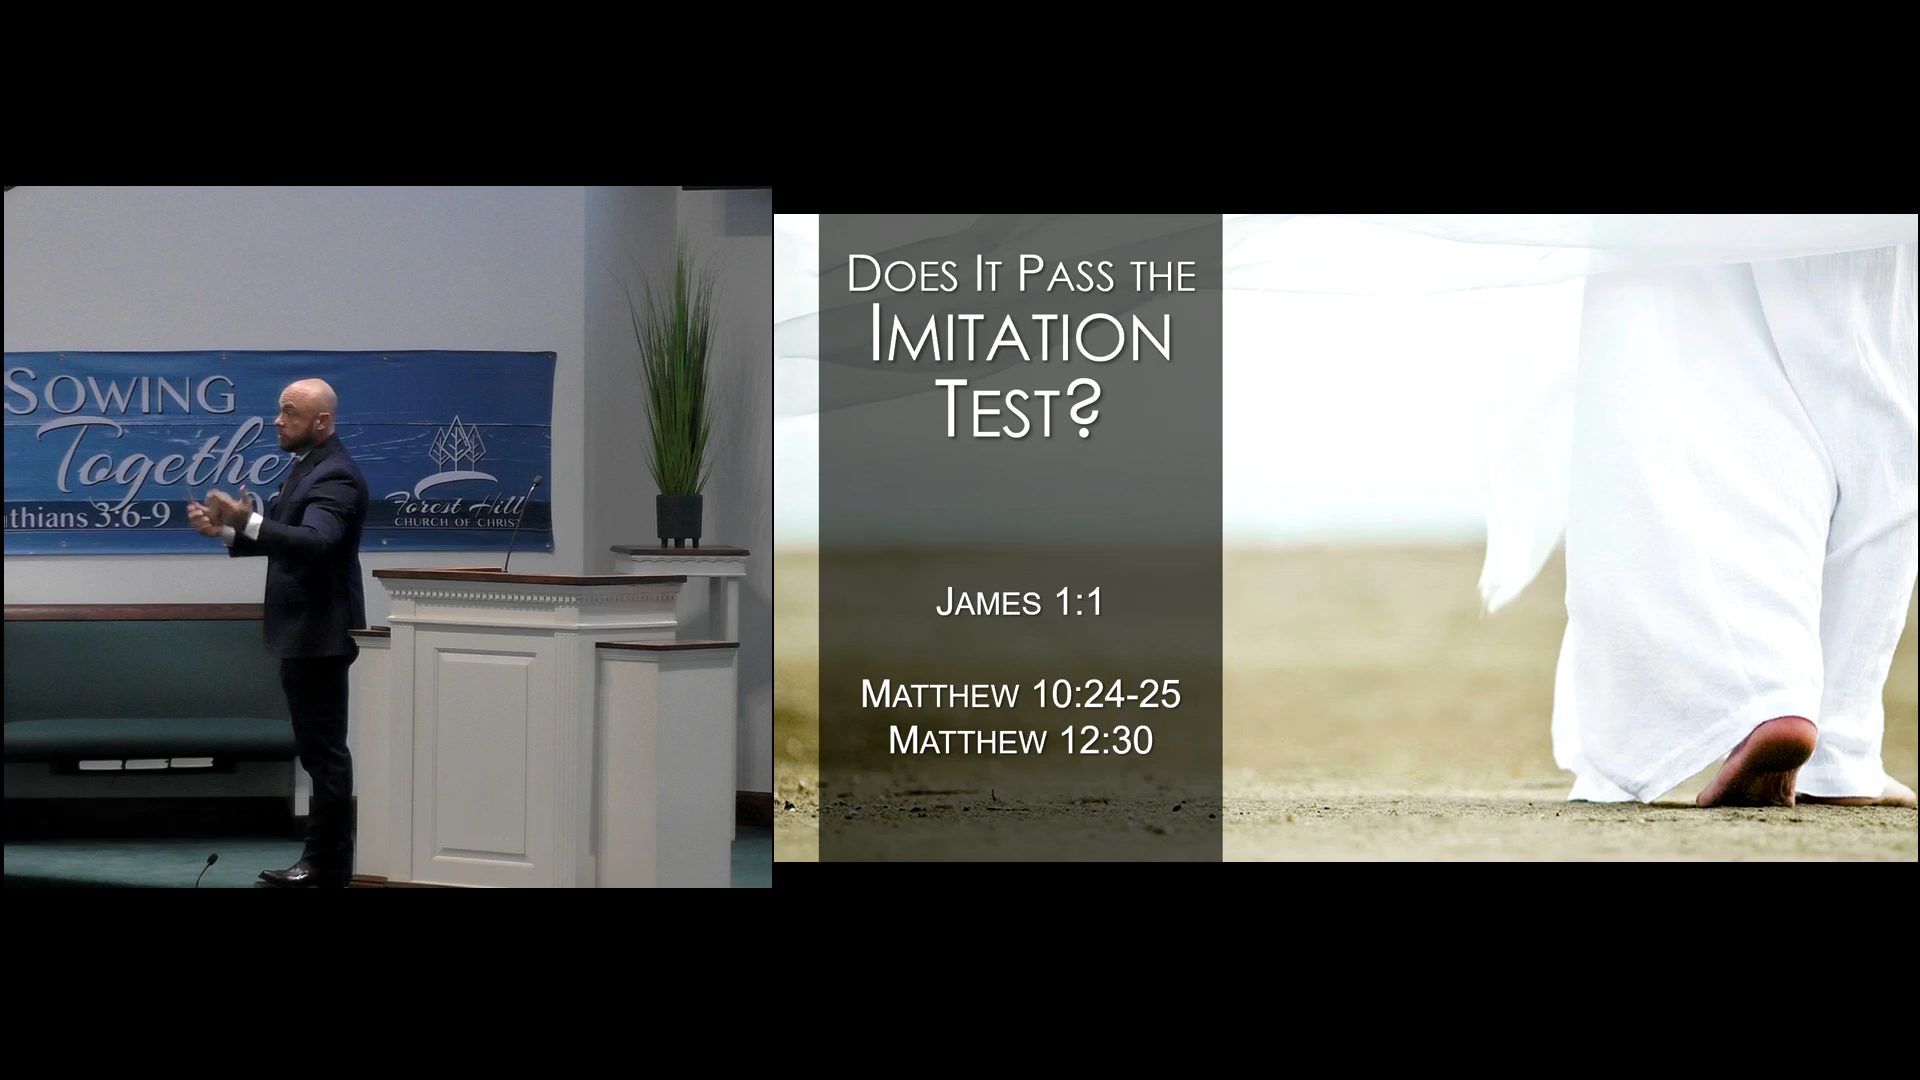 SOWING
Together
thians 3:6-9
Forest Hill
CHURCH OF CHRIST
DOES IT PASS THE
IMITATION
TEST?
JAMES 1:1
MATTHEW 10:24-25
MATTHEW 12:30